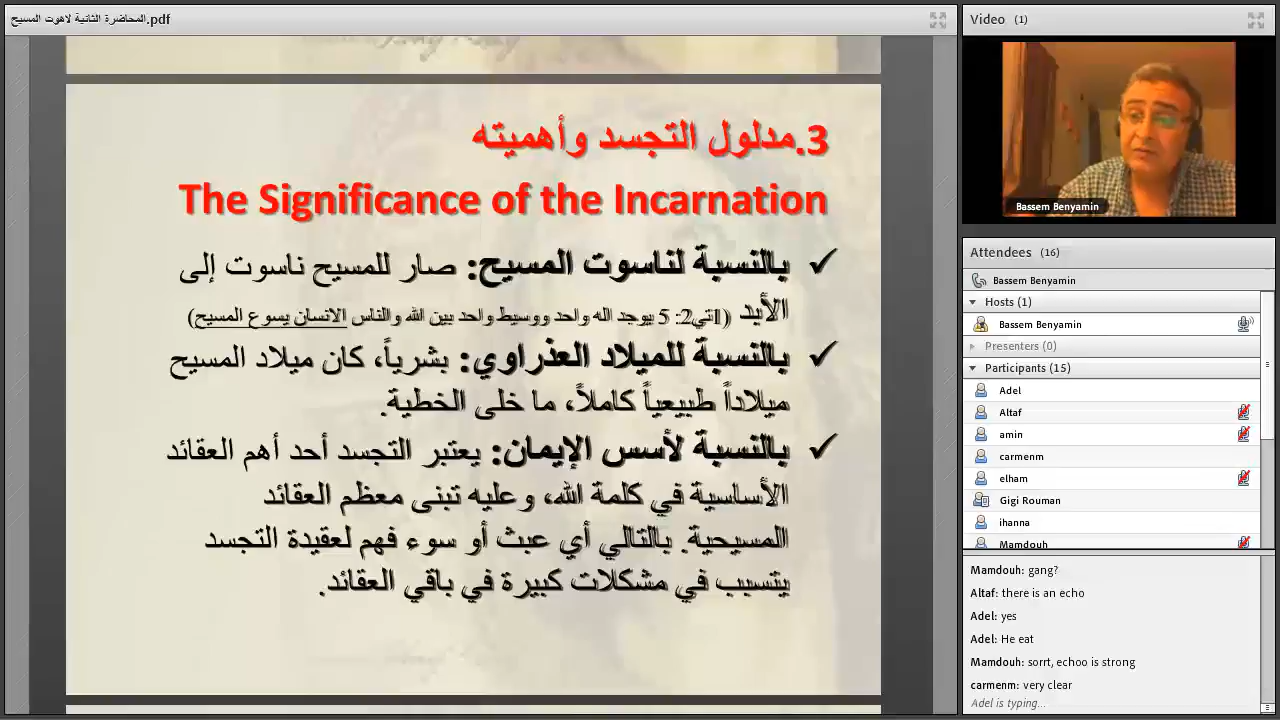 المحاضرة الثانية لاهوت المسيح.pdf
3.مدلول التجسد وأهميته
The Significance of the Incarnation
✓ بالنسبة لناسوت المسيح: صار للمسيح ناسوت إلى
الأبد (1تي2: 5 يوجد اله واحد ووسيط واحد بين الله والناس الانسان يسوع المسيح)
✓ بالنسبة للميلاد العذراوي: بشرياً، كان ميلاد المسيح
ميلاداً طبيعياً كاملاً، ما خلى الخطية.
✓ بالنسبة لأسس الإيمان: يعتبر التجسد أحد أهم العقائد
الأساسية في كلمة الله، وعليه تبنى معظم العقائد
المسيحية. بالتالي أي عبث أو سوء فهم لعقيدة التجسد
يتسبب في مشكلات كبيرة في باقي العقائد.
Video (1)
Bassem Benyamin
Attendees (16)
Bassem Benyamin
Hosts (1)
Bassem Benyamin
Presenters (0)
Participants (15)
Adel
Altaf
amin
carmenm
elham
Gigi Rouman
ihanna
Mamdouh
Mamdouh: gang?
Altaf: there is an echo
Adel: yes
Adel: He eat
Mamdouh: sorrt, echoo is strong
carmenm: very clear
Adel is typing...